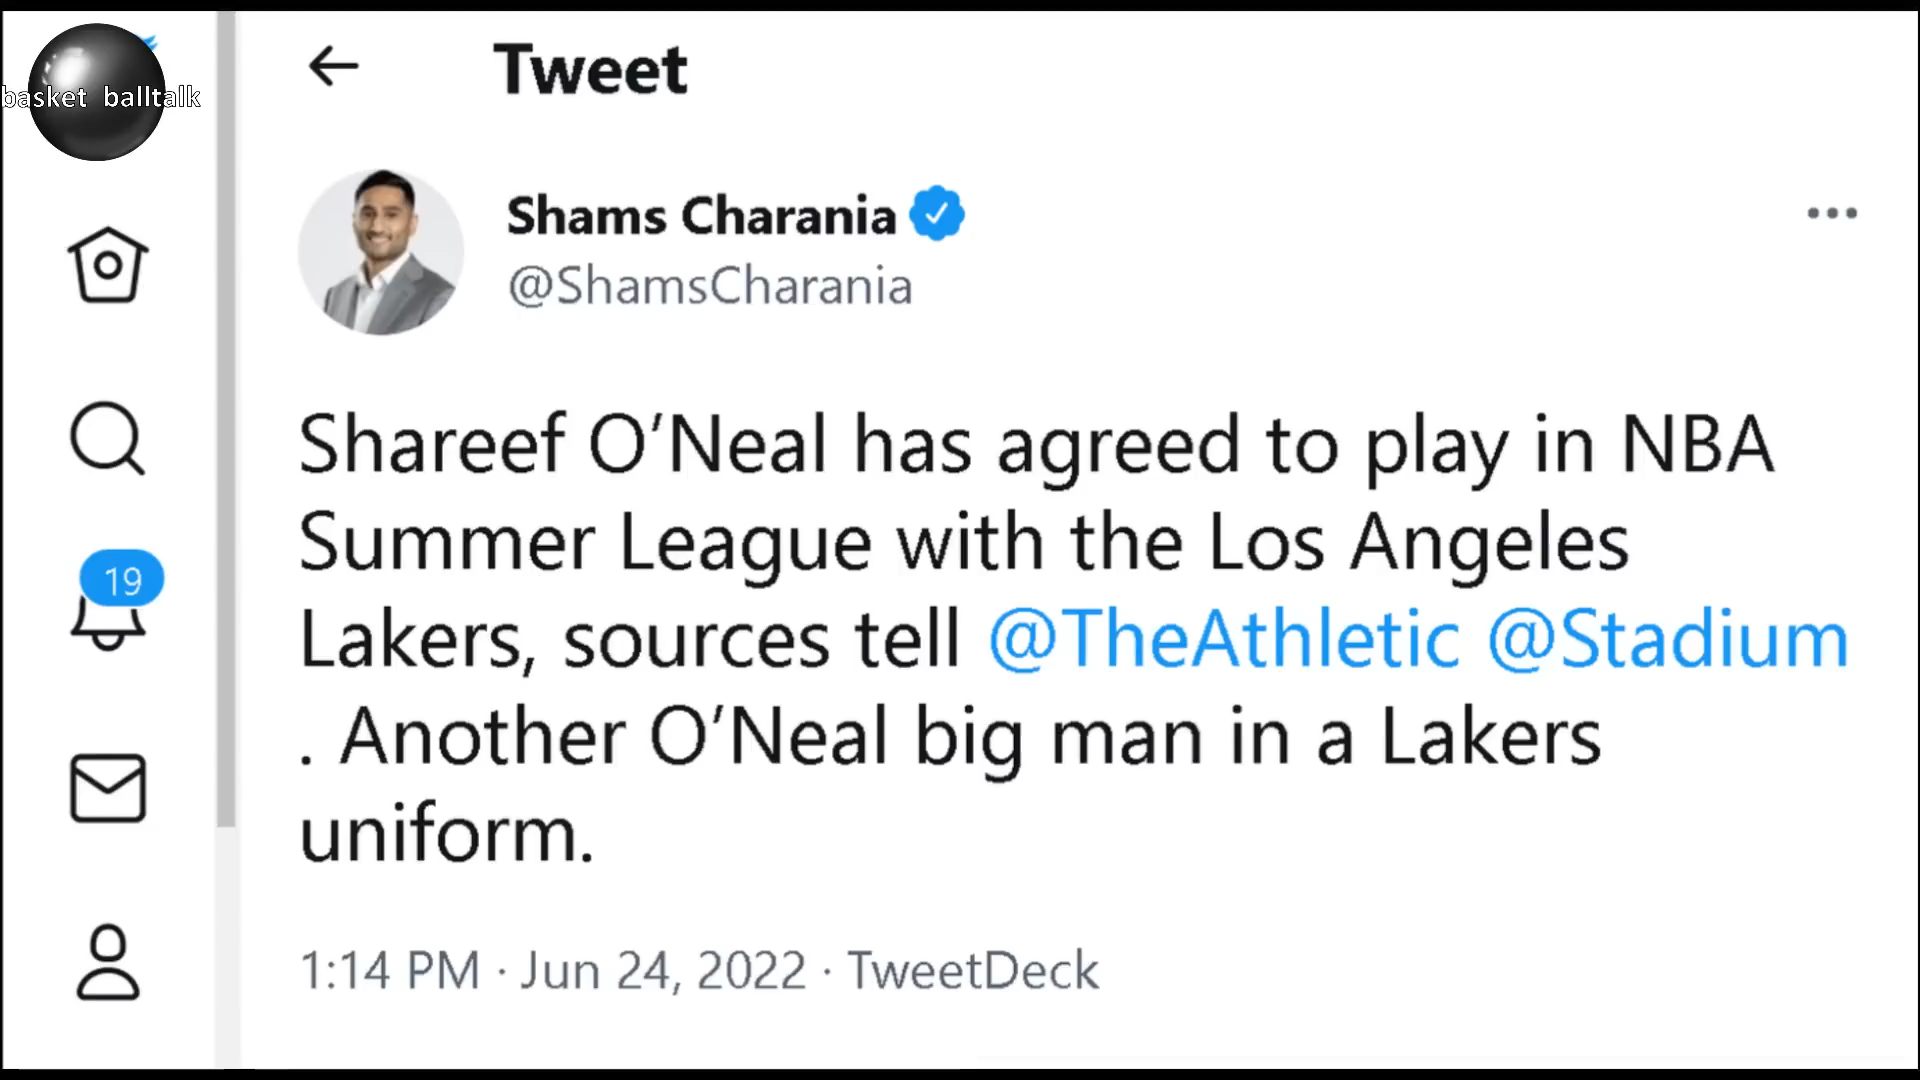 basket balltalk
Tweet
Shams Charania
@ShamsCharania
Shareef O’Neal has agreed to play in NBA
Summer League with the Los Angeles
Lakers, sources tell @TheAthletic @Stadium
. Another O’Neal big man in a Lakers
uniform.
19
1:14 PM · Jun 24, 2022 · TweetDeck